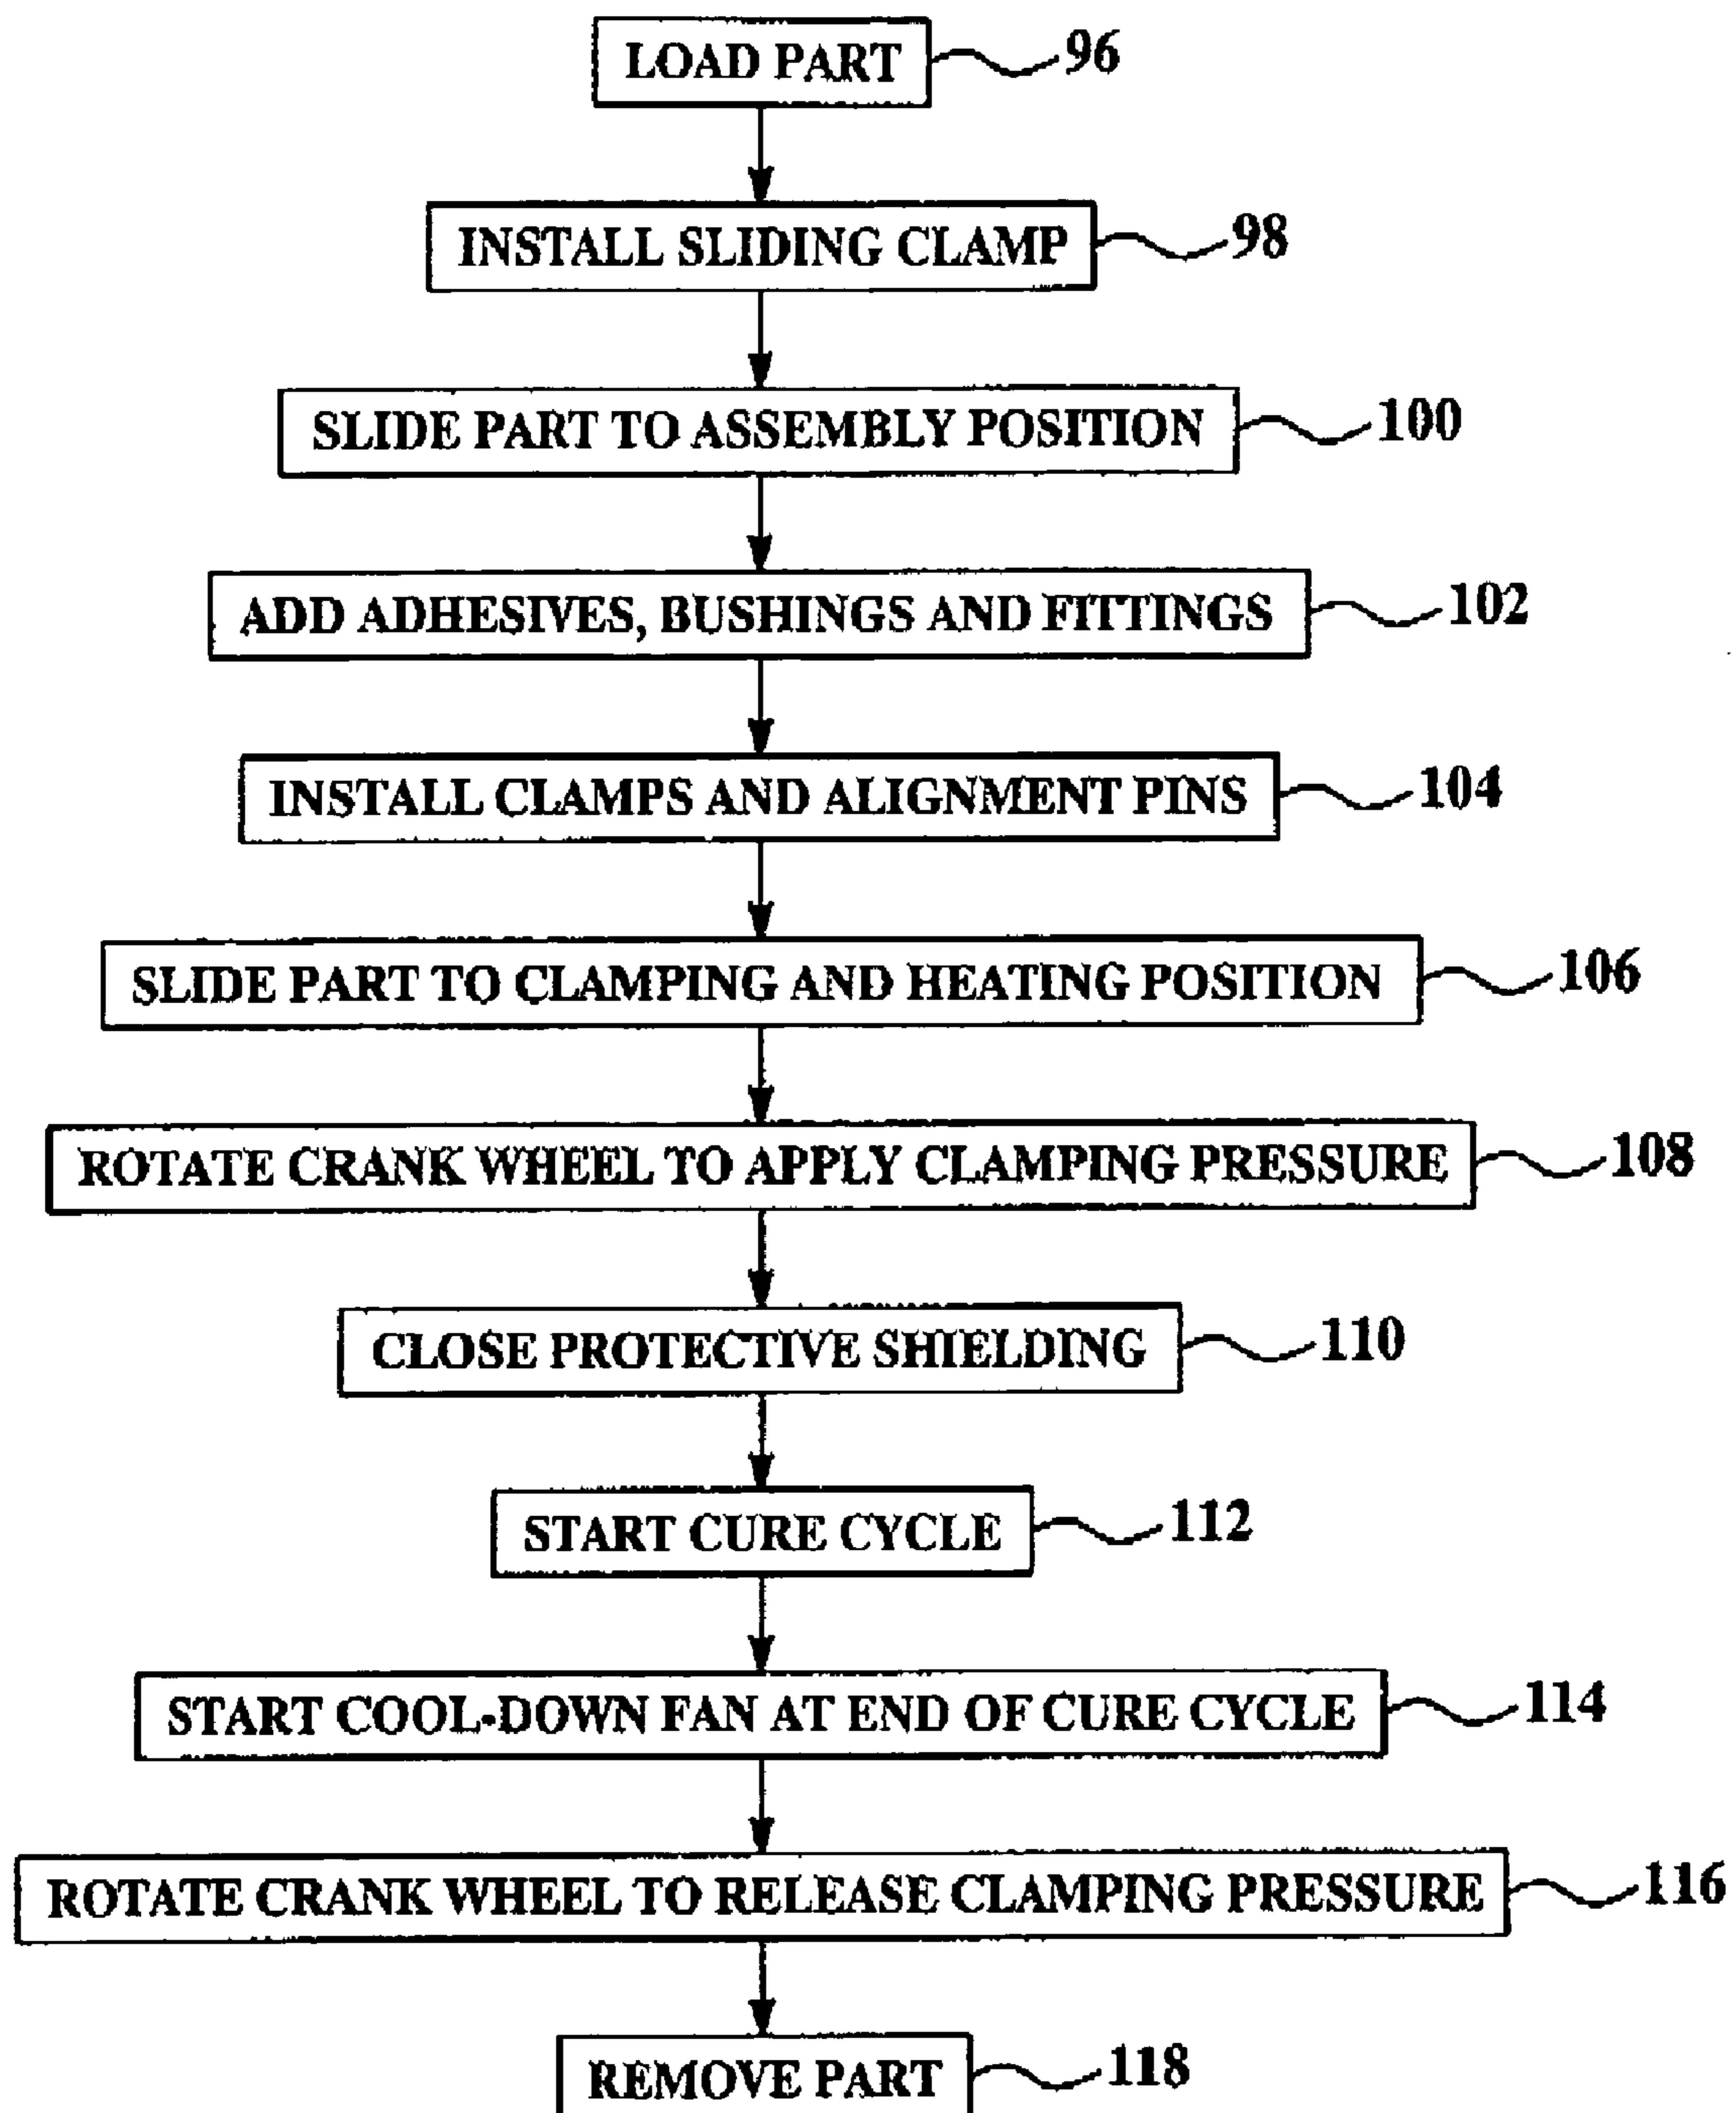 LOAD PART 96
INSTALL SLIDING CLAMP 98
SLIDE PART TO ASSEMBLY POSITION 100
ADD ADHESIVES, BUSHINGS AND FITTINGS 102
INSTALL CLAMPS AND ALIGNMENT PINS 104
SLIDE PART TO CLAMPING AND HEATING POSITION 106
ROTATE CRANK WHEEL TO APPLY CLAMPING PRESSURE 108
CLOSE PROTECTIVE SHIELDING 110
START CURE CYCLE 112
START COOL-DOWN FAN AT END OF CURE CYCLE 114
ROTATE CRANK WHEEL TO RELEASE CLAMPING PRESSURE 116
REMOVE PART 118